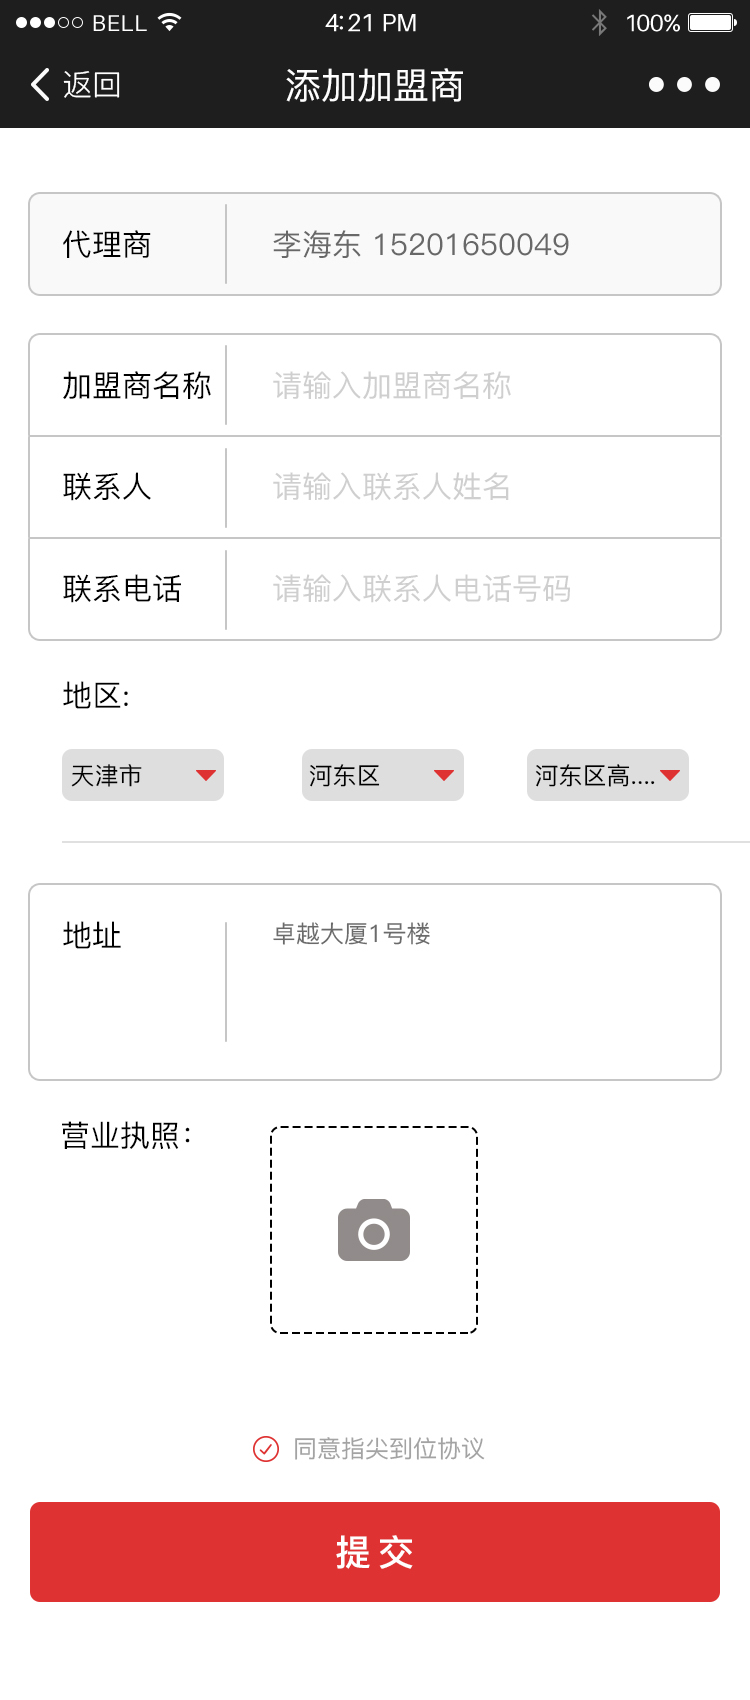 BELL 4:21 PM 100%
返回 添加加盟商
代理商 李海东 15201650049
加盟商名称 请输入加盟商名称
联系人 请输入联系人姓名
联系电话 请输入联系人电话号码
地区:
天津市 河东区 河东区高....
地址 卓越大厦1号楼
营业执照：
同意指尖到位协议
提交